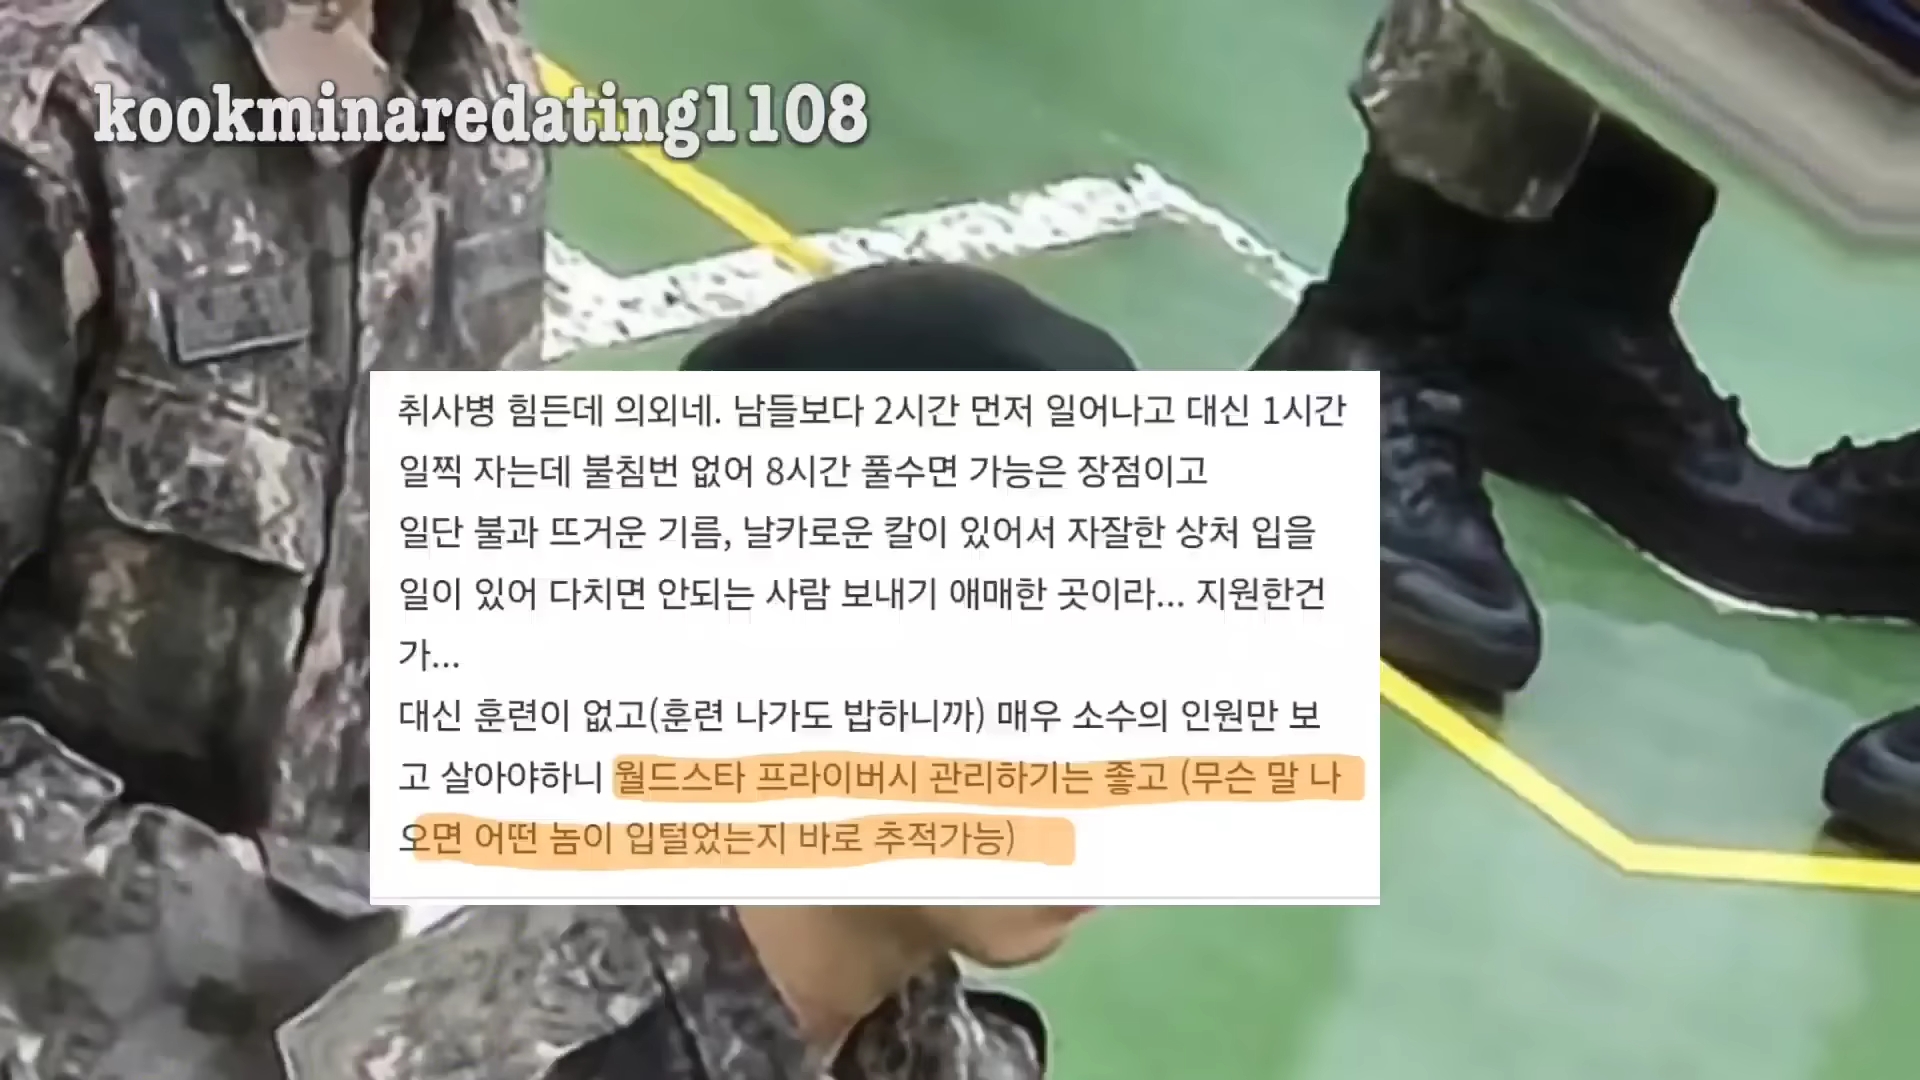 kookminaredating1108
취사병 힘든데 의외네. 남들보다 2시간 먼저 일어나고 대신 1시간
일찍 자는데 불침번 없어 8시간 풀수면 가능은 장점이고
일단 불과 뜨거운 기름, 날카로운 칼이 있어서 자잘한 상처 입을
일이 있어 다치면 안되는 사람 보내기 애매한 곳이라... 지원한건
가...
대신 훈련이 없고(훈련 나가도 밥하니까) 매우 소수의 인원만 보
고 살아야하니 월드스타 프라이버시 관리하기는 좋고 (무슨 말 나
오면 어떤 놈이 입털었는지 바로 추적가능)